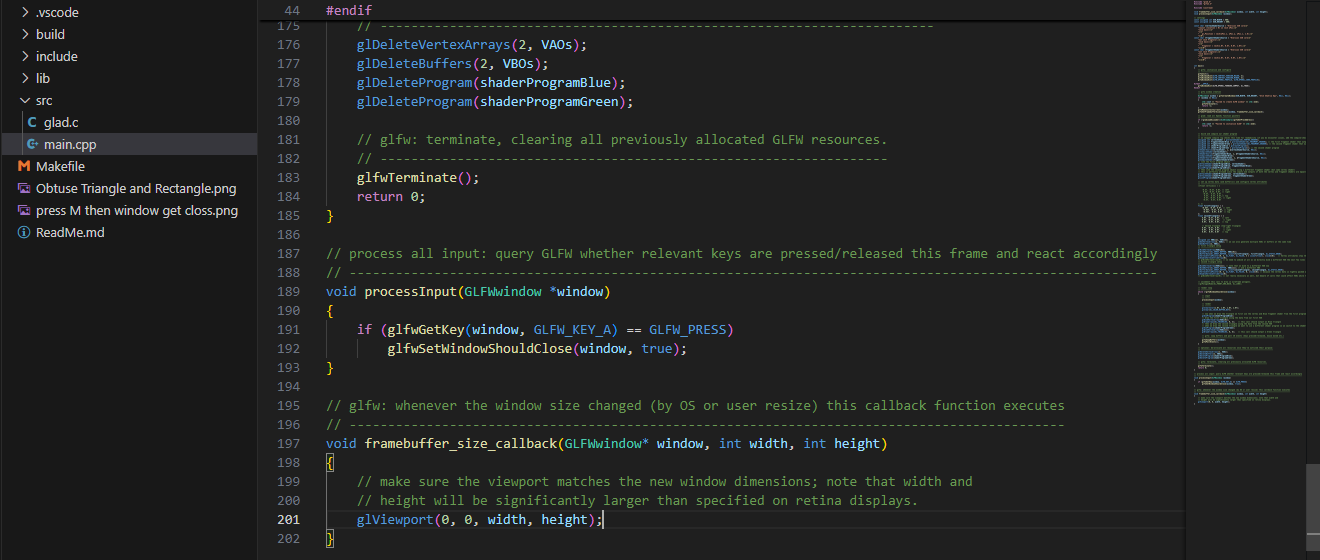 .vscode
build
include
lib
src
glad.c
main.cpp
Makefile
Obtuse Triangle and Rectangle.png
press M then window get closs.png
ReadMe.md
44 #endif
175 // ------------------------------------------------------------------------
176 glDeleteVertexArrays(2, VAOs);
177 glDeleteBuffers(2, VBOs);
178 glDeleteProgram(shaderProgramBlue);
179 glDeleteProgram(shaderProgramGreen);
180
181 // glfw: terminate, clearing all previously allocated GLFW resources.
182 // ------------------------------------------------------------------
183 glfwTerminate();
184 return 0;
185 }
186
187 // process all input: query GLFW whether relevant keys are pressed/released this frame and react accordingly
188 // ---------------------------------------------------------------------------------------------------------
189 void processInput(GLFWwindow *window)
190 {
191 if (glfwGetKey(window, GLFW_KEY_A) == GLFW_PRESS)
192 glfwSetWindowShouldClose(window, true);
193 }
194
195 // glfw: whenever the window size changed (by OS or user resize) this callback function executes
196 // ---------------------------------------------------------------------------------------------
197 void framebuffer_size_callback(GLFWwindow* window, int width, int height)
198 {
199 // make sure the viewport matches the new window dimensions; note that width and
200 // height will be significantly larger than specified on retina displays.
201 glViewport(0, 0, width, height);
202 }